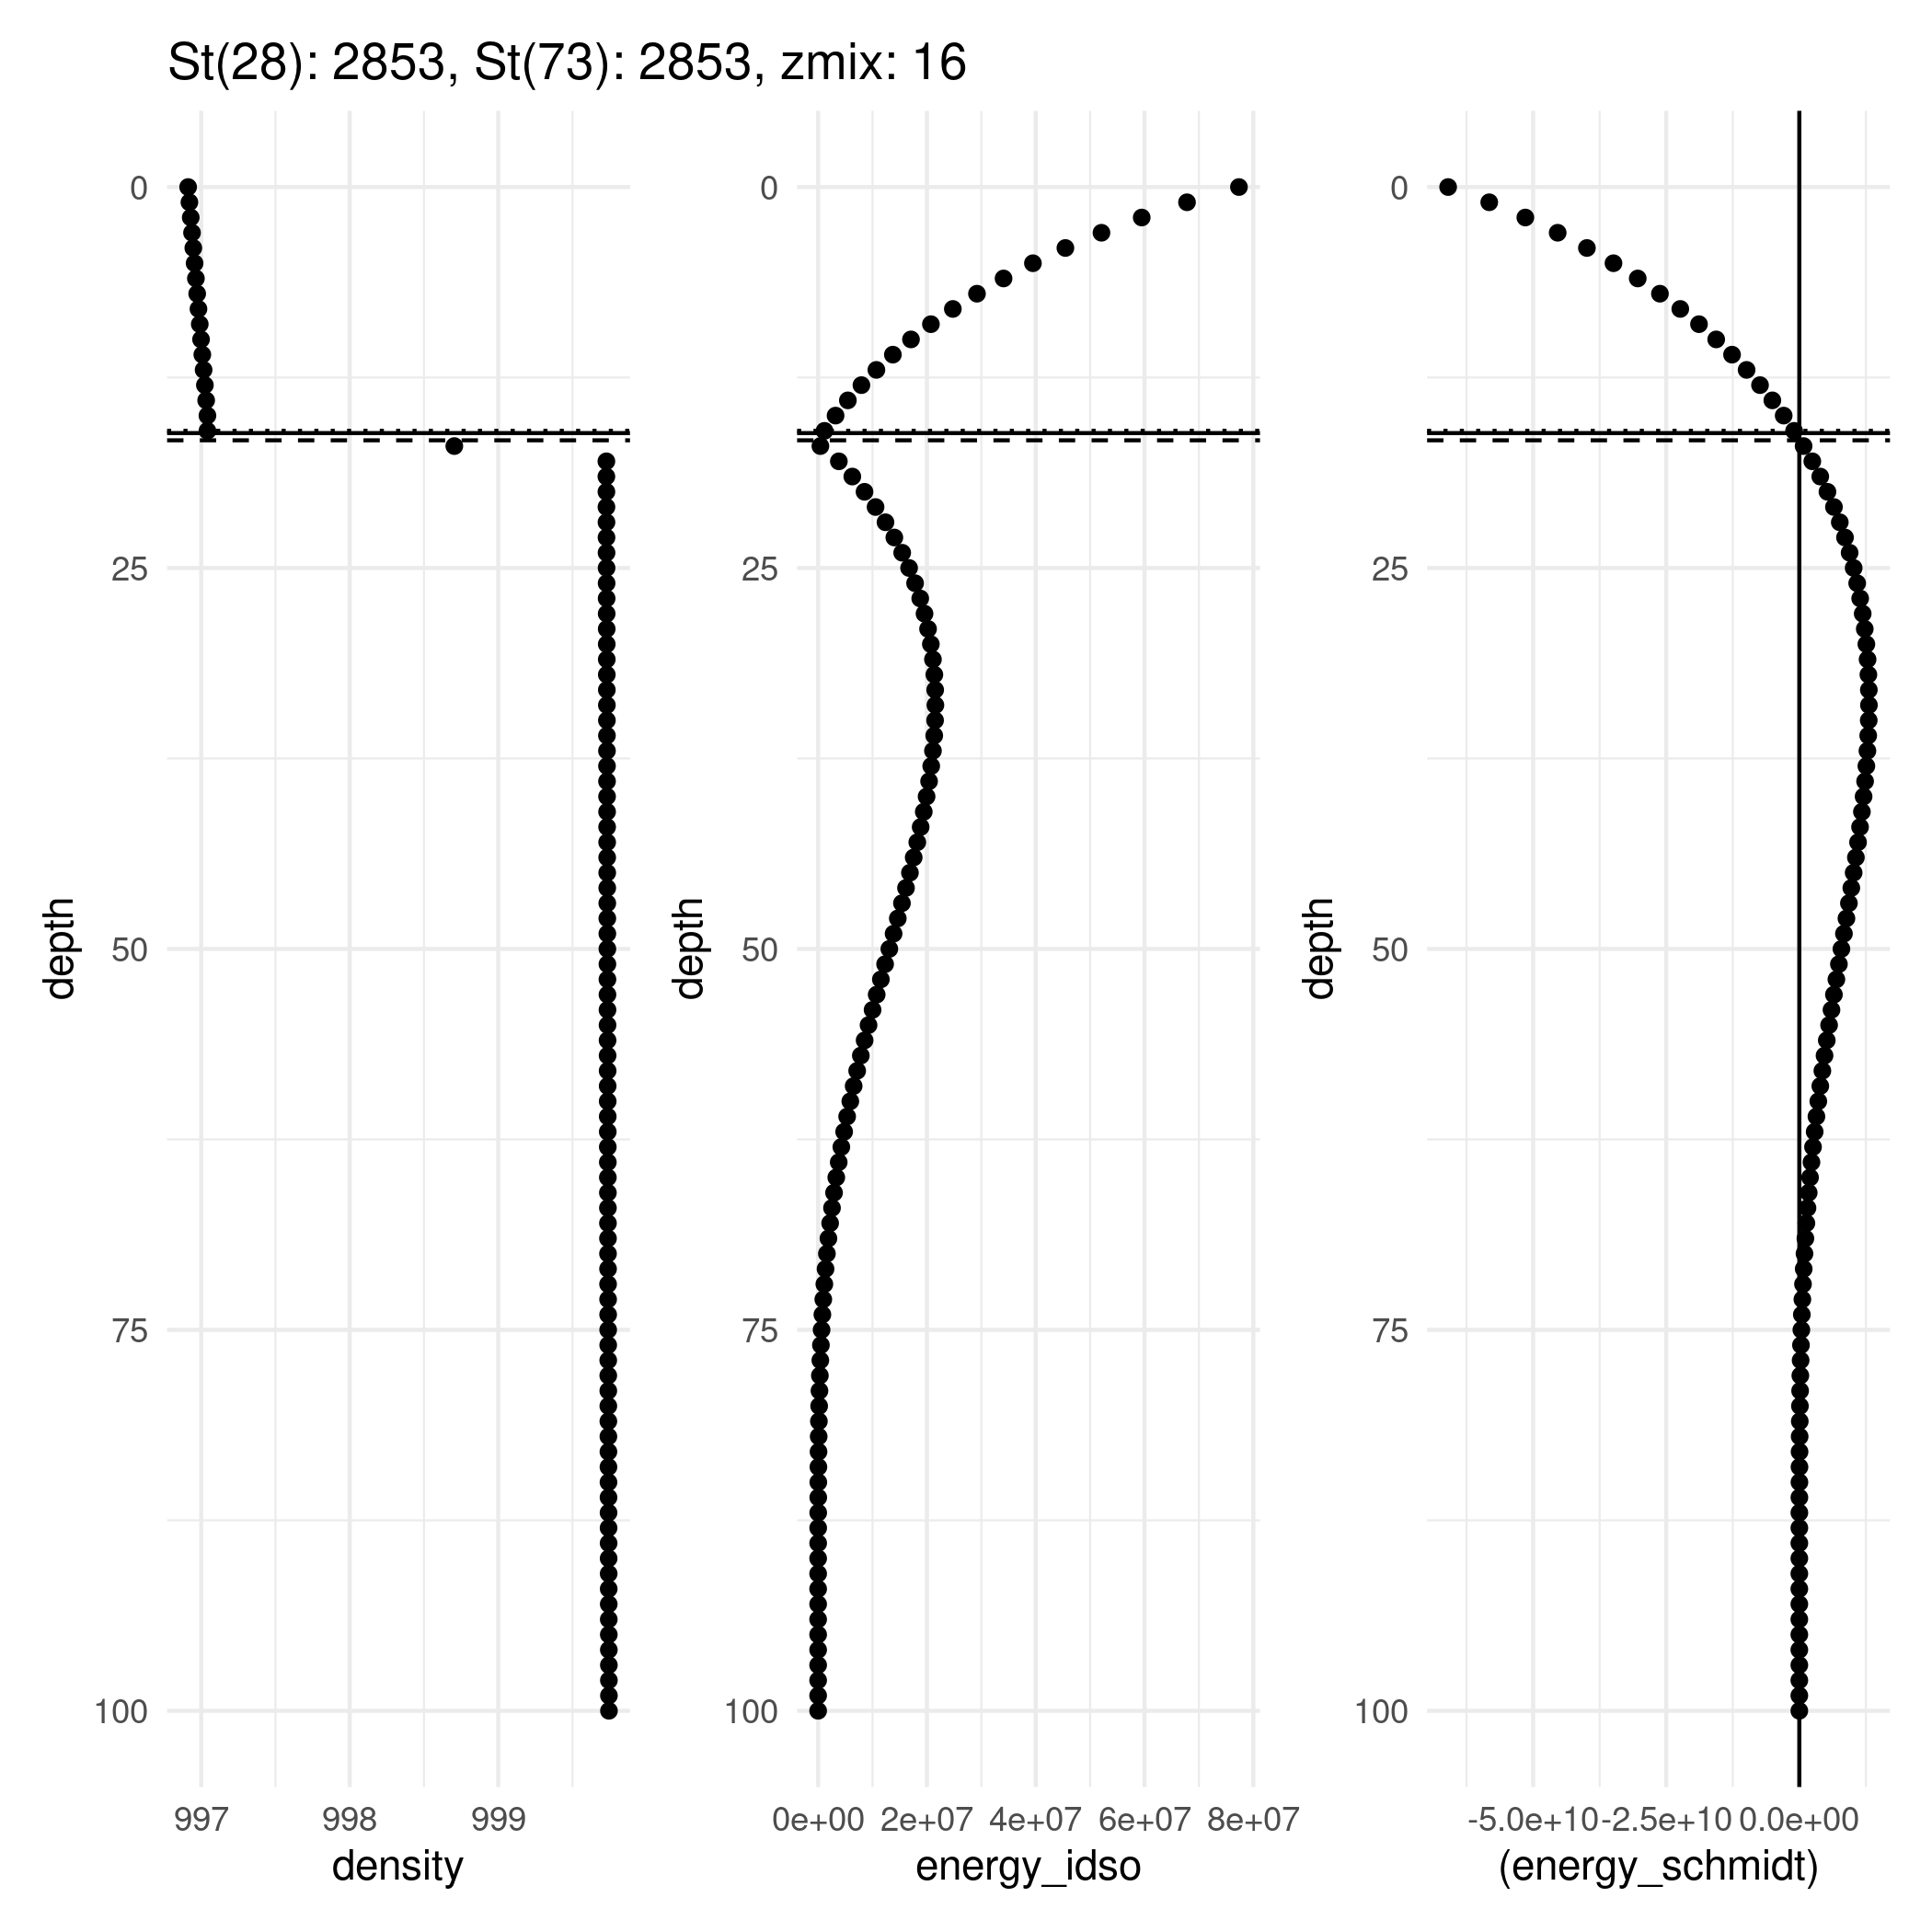 St(28): 2853, St(73): 2853, zmix: 16
depth
0
25
50
75
100
997 998 999
density
depth
0
25
50
75
100
0e+00 2e+07 4e+07 6e+07 8e+07
energy_idso
depth
0
25
50
75
100
-5.0e+10 -2.5e+10 0.0e+00
(energy_schmidt)